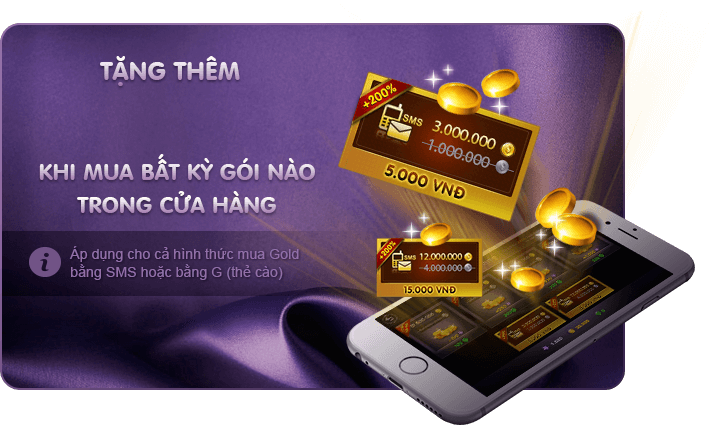 TẶNG THÊM
KHI MUA BẤT KỲ GÓI NÀO
TRONG CỬA HÀNG
Áp dụng cho cả hình thức mua Gold
bằng SMS hoặc bằng G (thẻ cào)
+200%
SMS
3.000.000
1.000.000
5.000 VNĐ
+200%
SMS
12.000.000
4.000.000
15.000 VNĐ